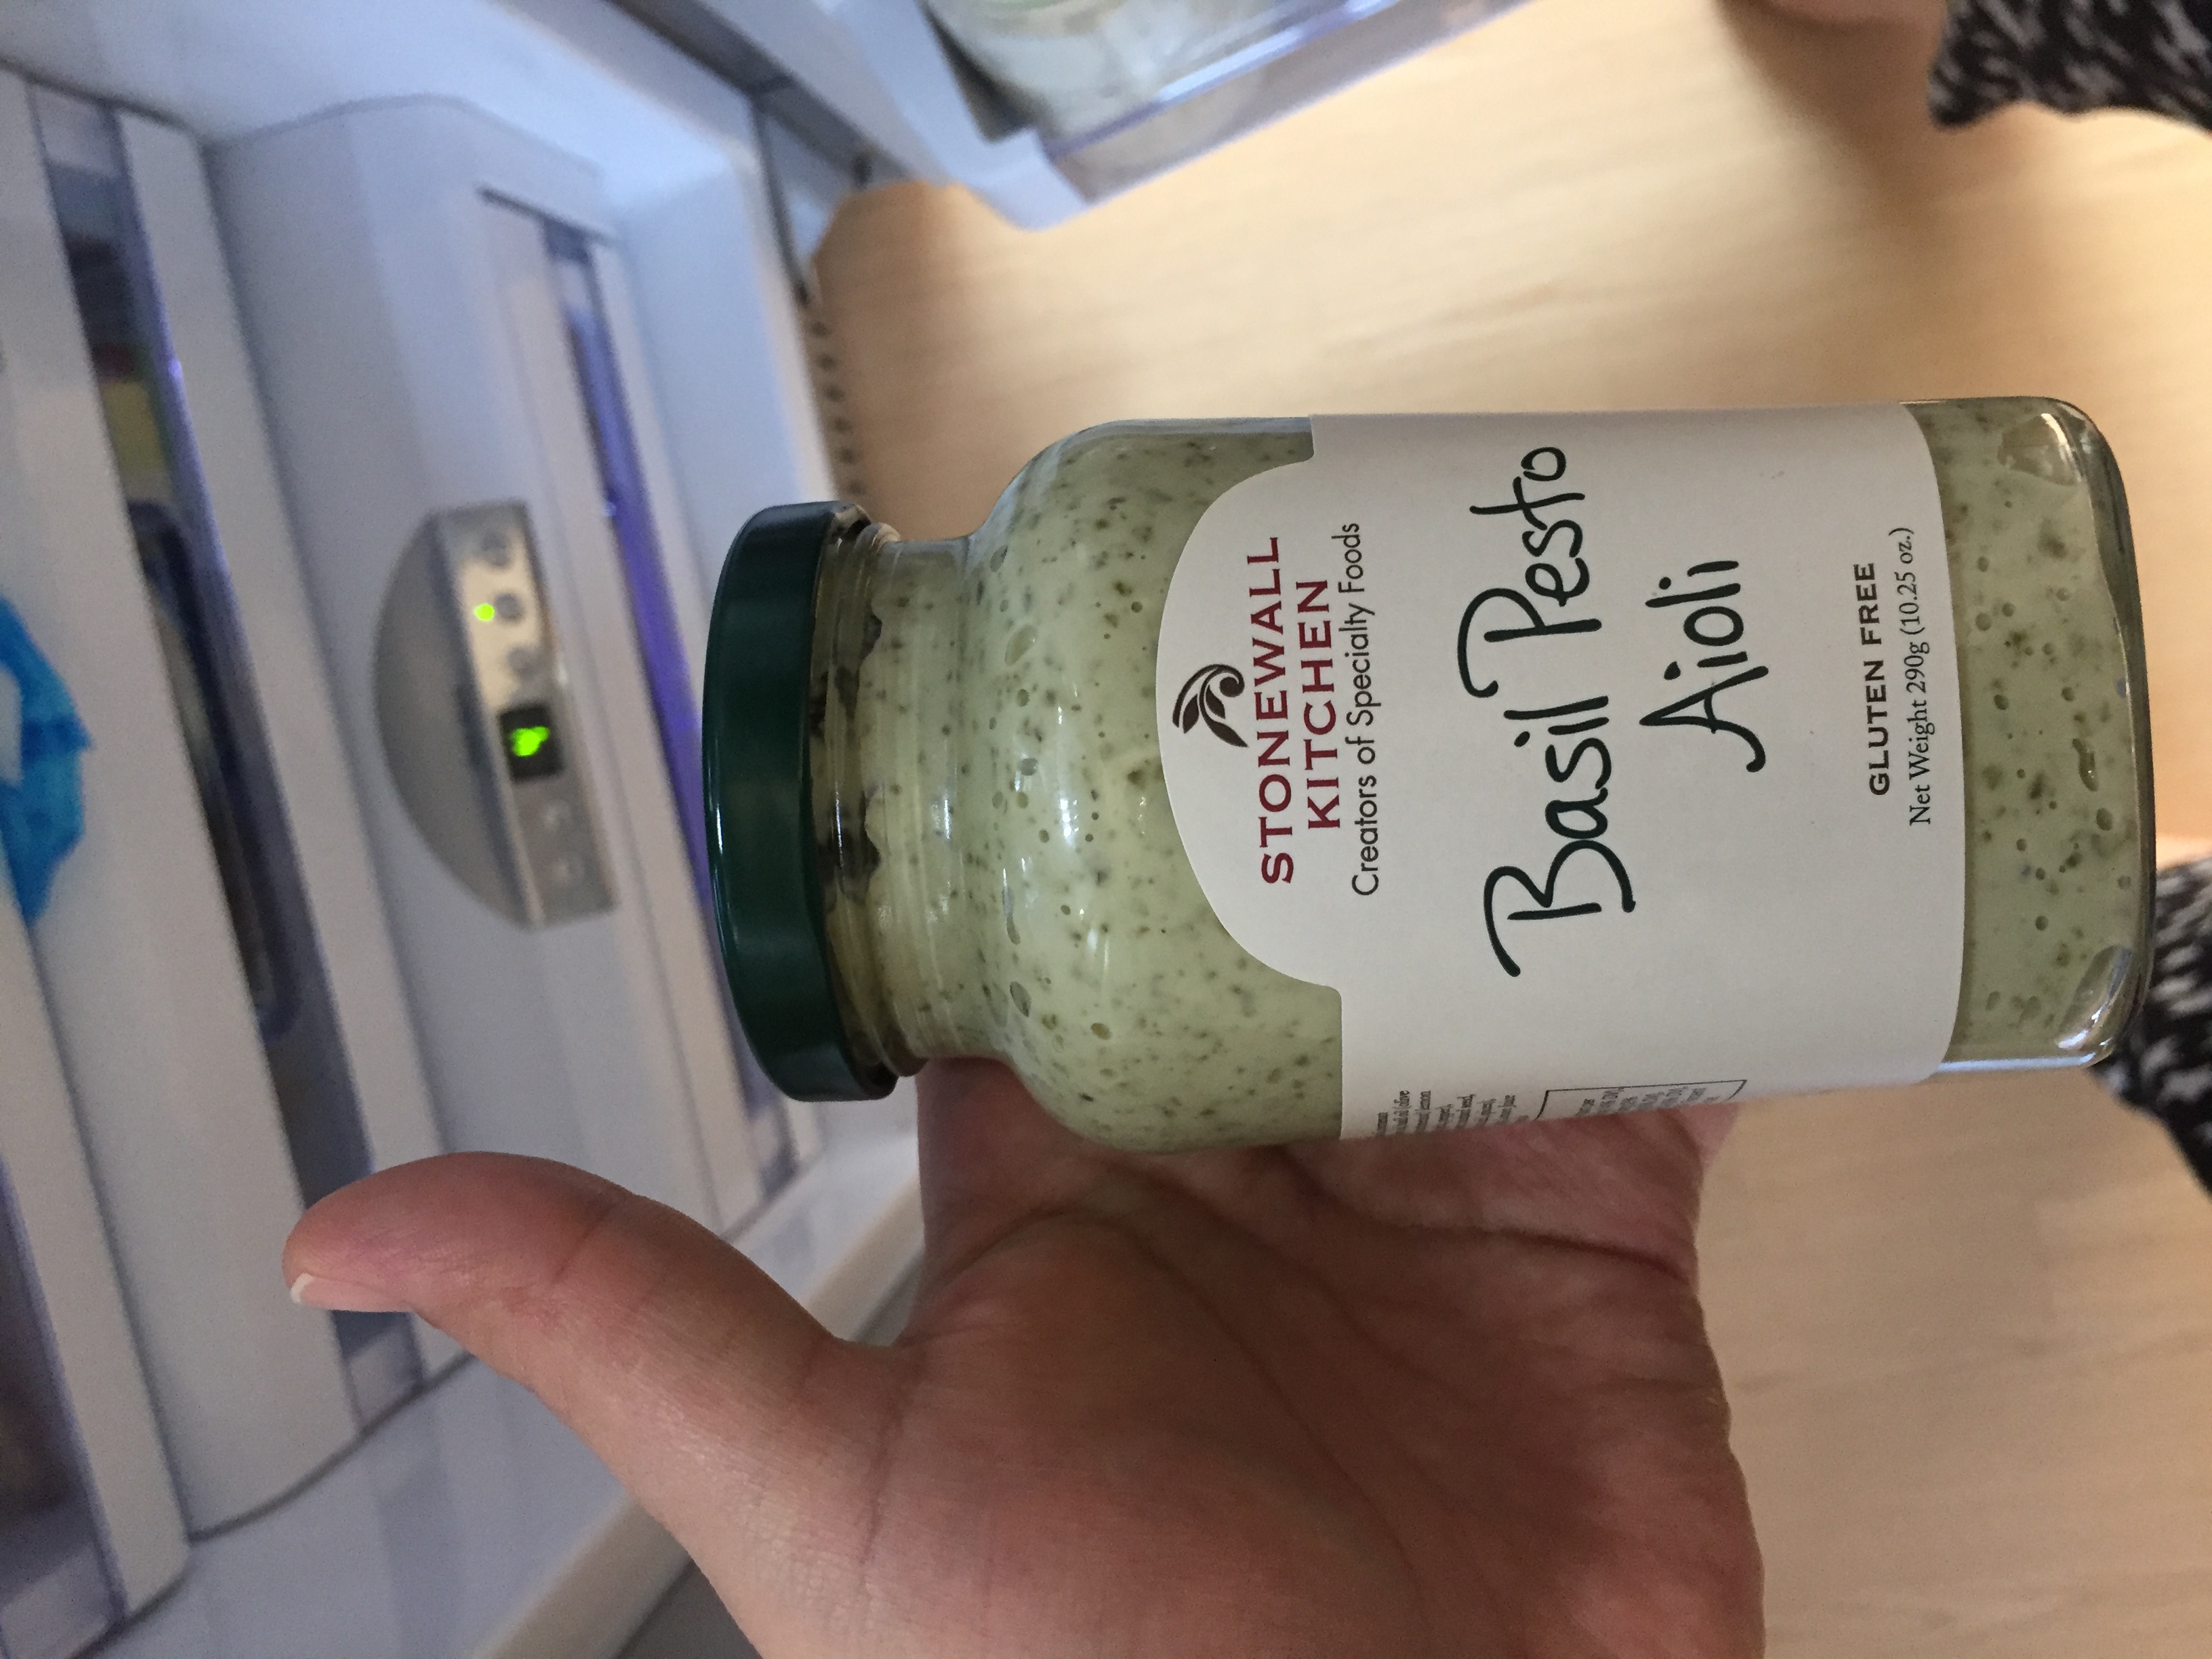 STONEWALL
KITCHEN
Creators of Specialty Foods
Basil Pesto
Aioli
GLUTEN FREE
Net Weight 290g (10.25 oz.)